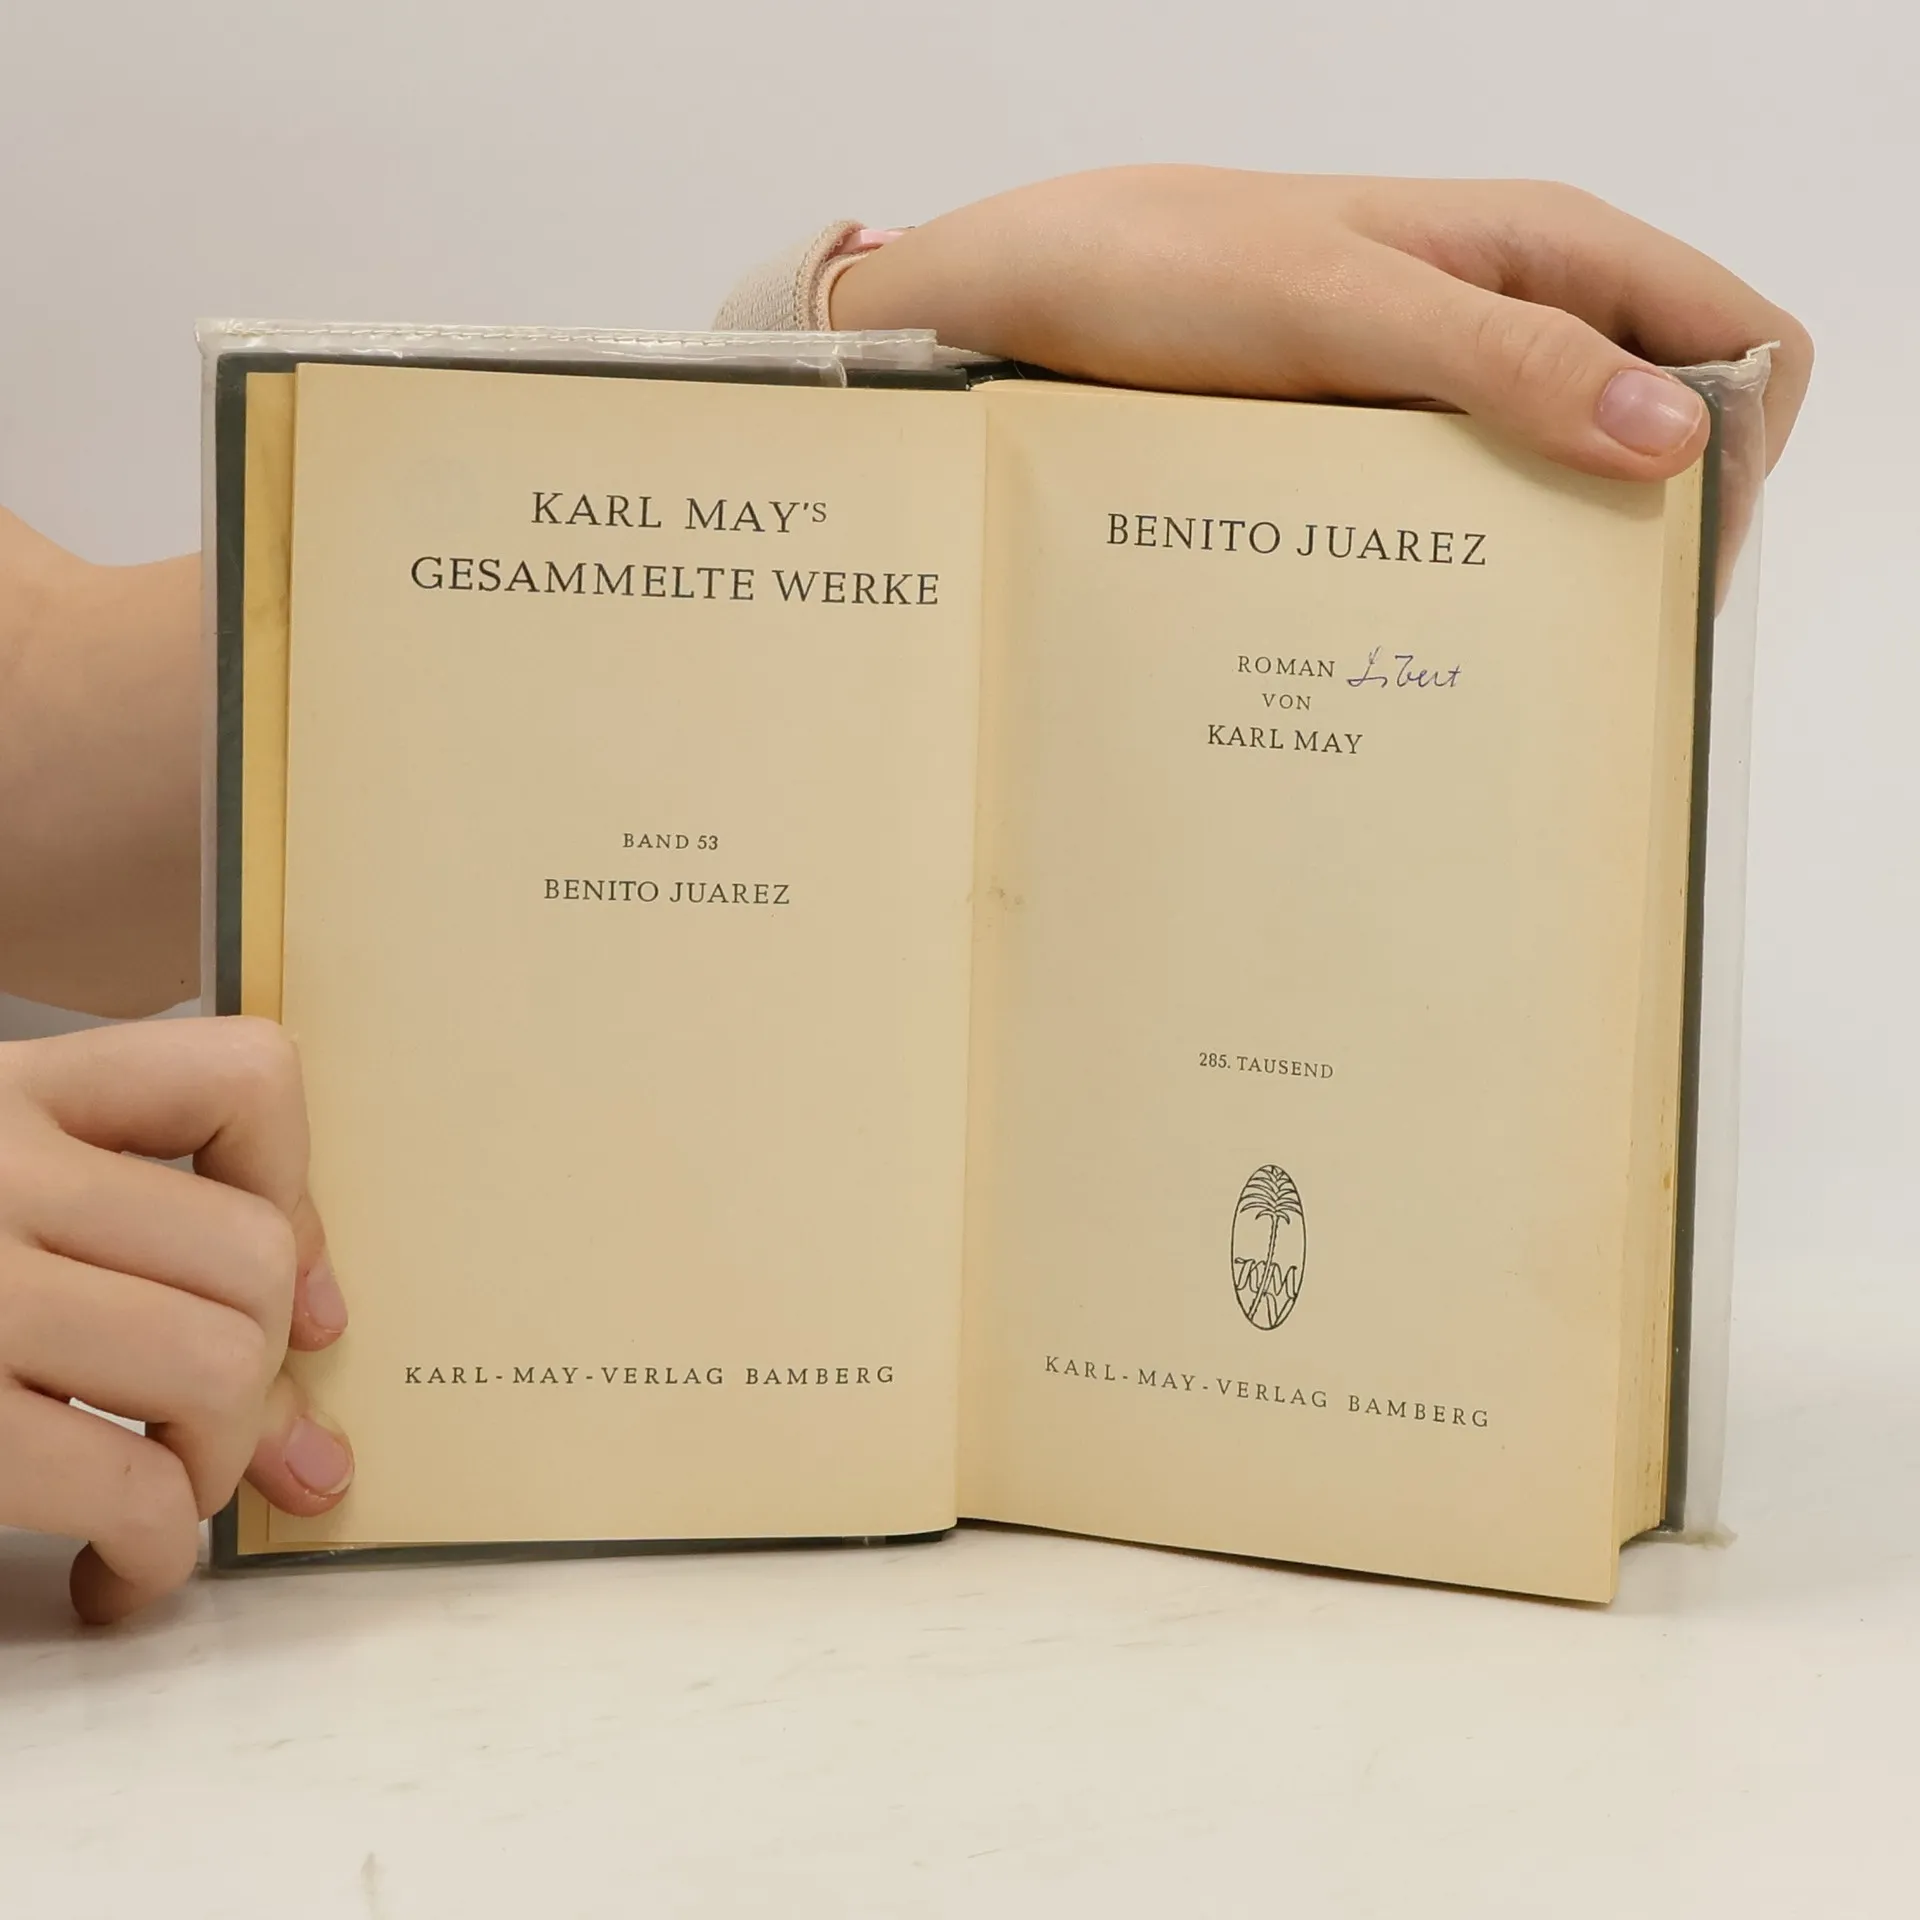 KARL MAY'S
GESAMMELTE WERKE
BAND 53
BENITO JUAREZ
KARL-MAY-VERLAG BAMBERG
BENITO JUAREZ
ROMAN
VON
KARL MAY
285. TAUSEND
KMV
KARL-MAY-VERLAG BAMBERG